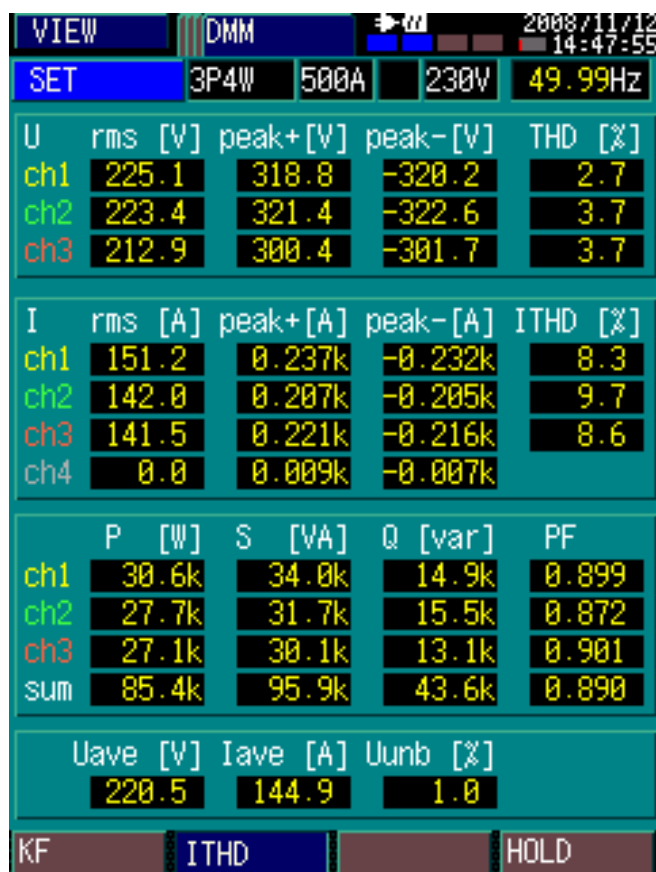 VIEW DMM 2008/11/12
14:47:55
SET 3P4W 500A 230V 49.99Hz
U rms [V] peak+[V] peak-[V] THD [%]
ch1 225.1 318.8 -320.2 2.7
ch2 223.4 321.4 -322.6 3.7
ch3 212.9 300.4 -301.7 3.7
I rms [A] peak+[A] peak-[A] ITHD [%]
ch1 151.2 0.237k -0.232k 8.3
ch2 142.0 0.207k -0.205k 9.7
ch3 141.5 0.221k -0.216k 8.6
ch4 0.0 0.009k -0.007k
P [W] S [VA] Q [var] PF
ch1 30.6k 34.0k 14.9k 0.899
ch2 27.7k 31.7k 15.5k 0.872
ch3 27.1k 30.1k 13.1k 0.901
sum 85.4k 95.9k 43.6k 0.890
Uave [V] Iave [A] Uunb [%]
220.5 144.9 1.0
KF ITHD HOLD